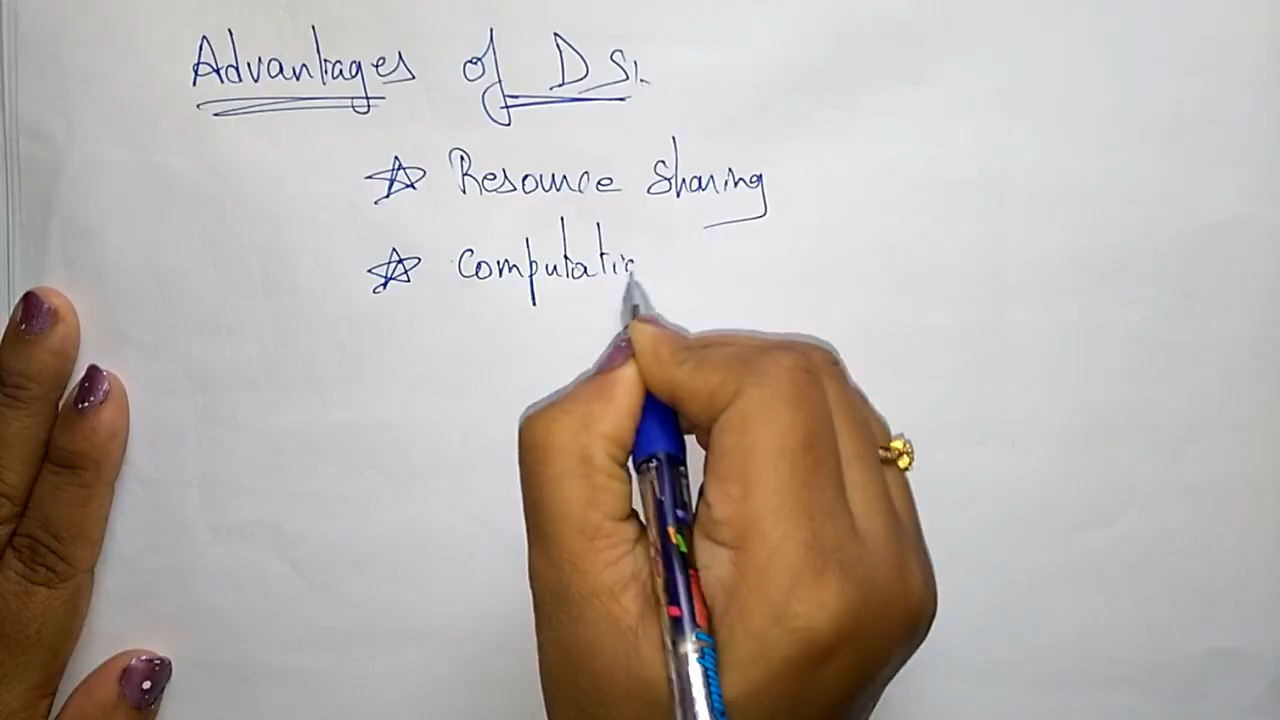 Advantages of DS:-
☆ Resource sharing
☆ Computatio